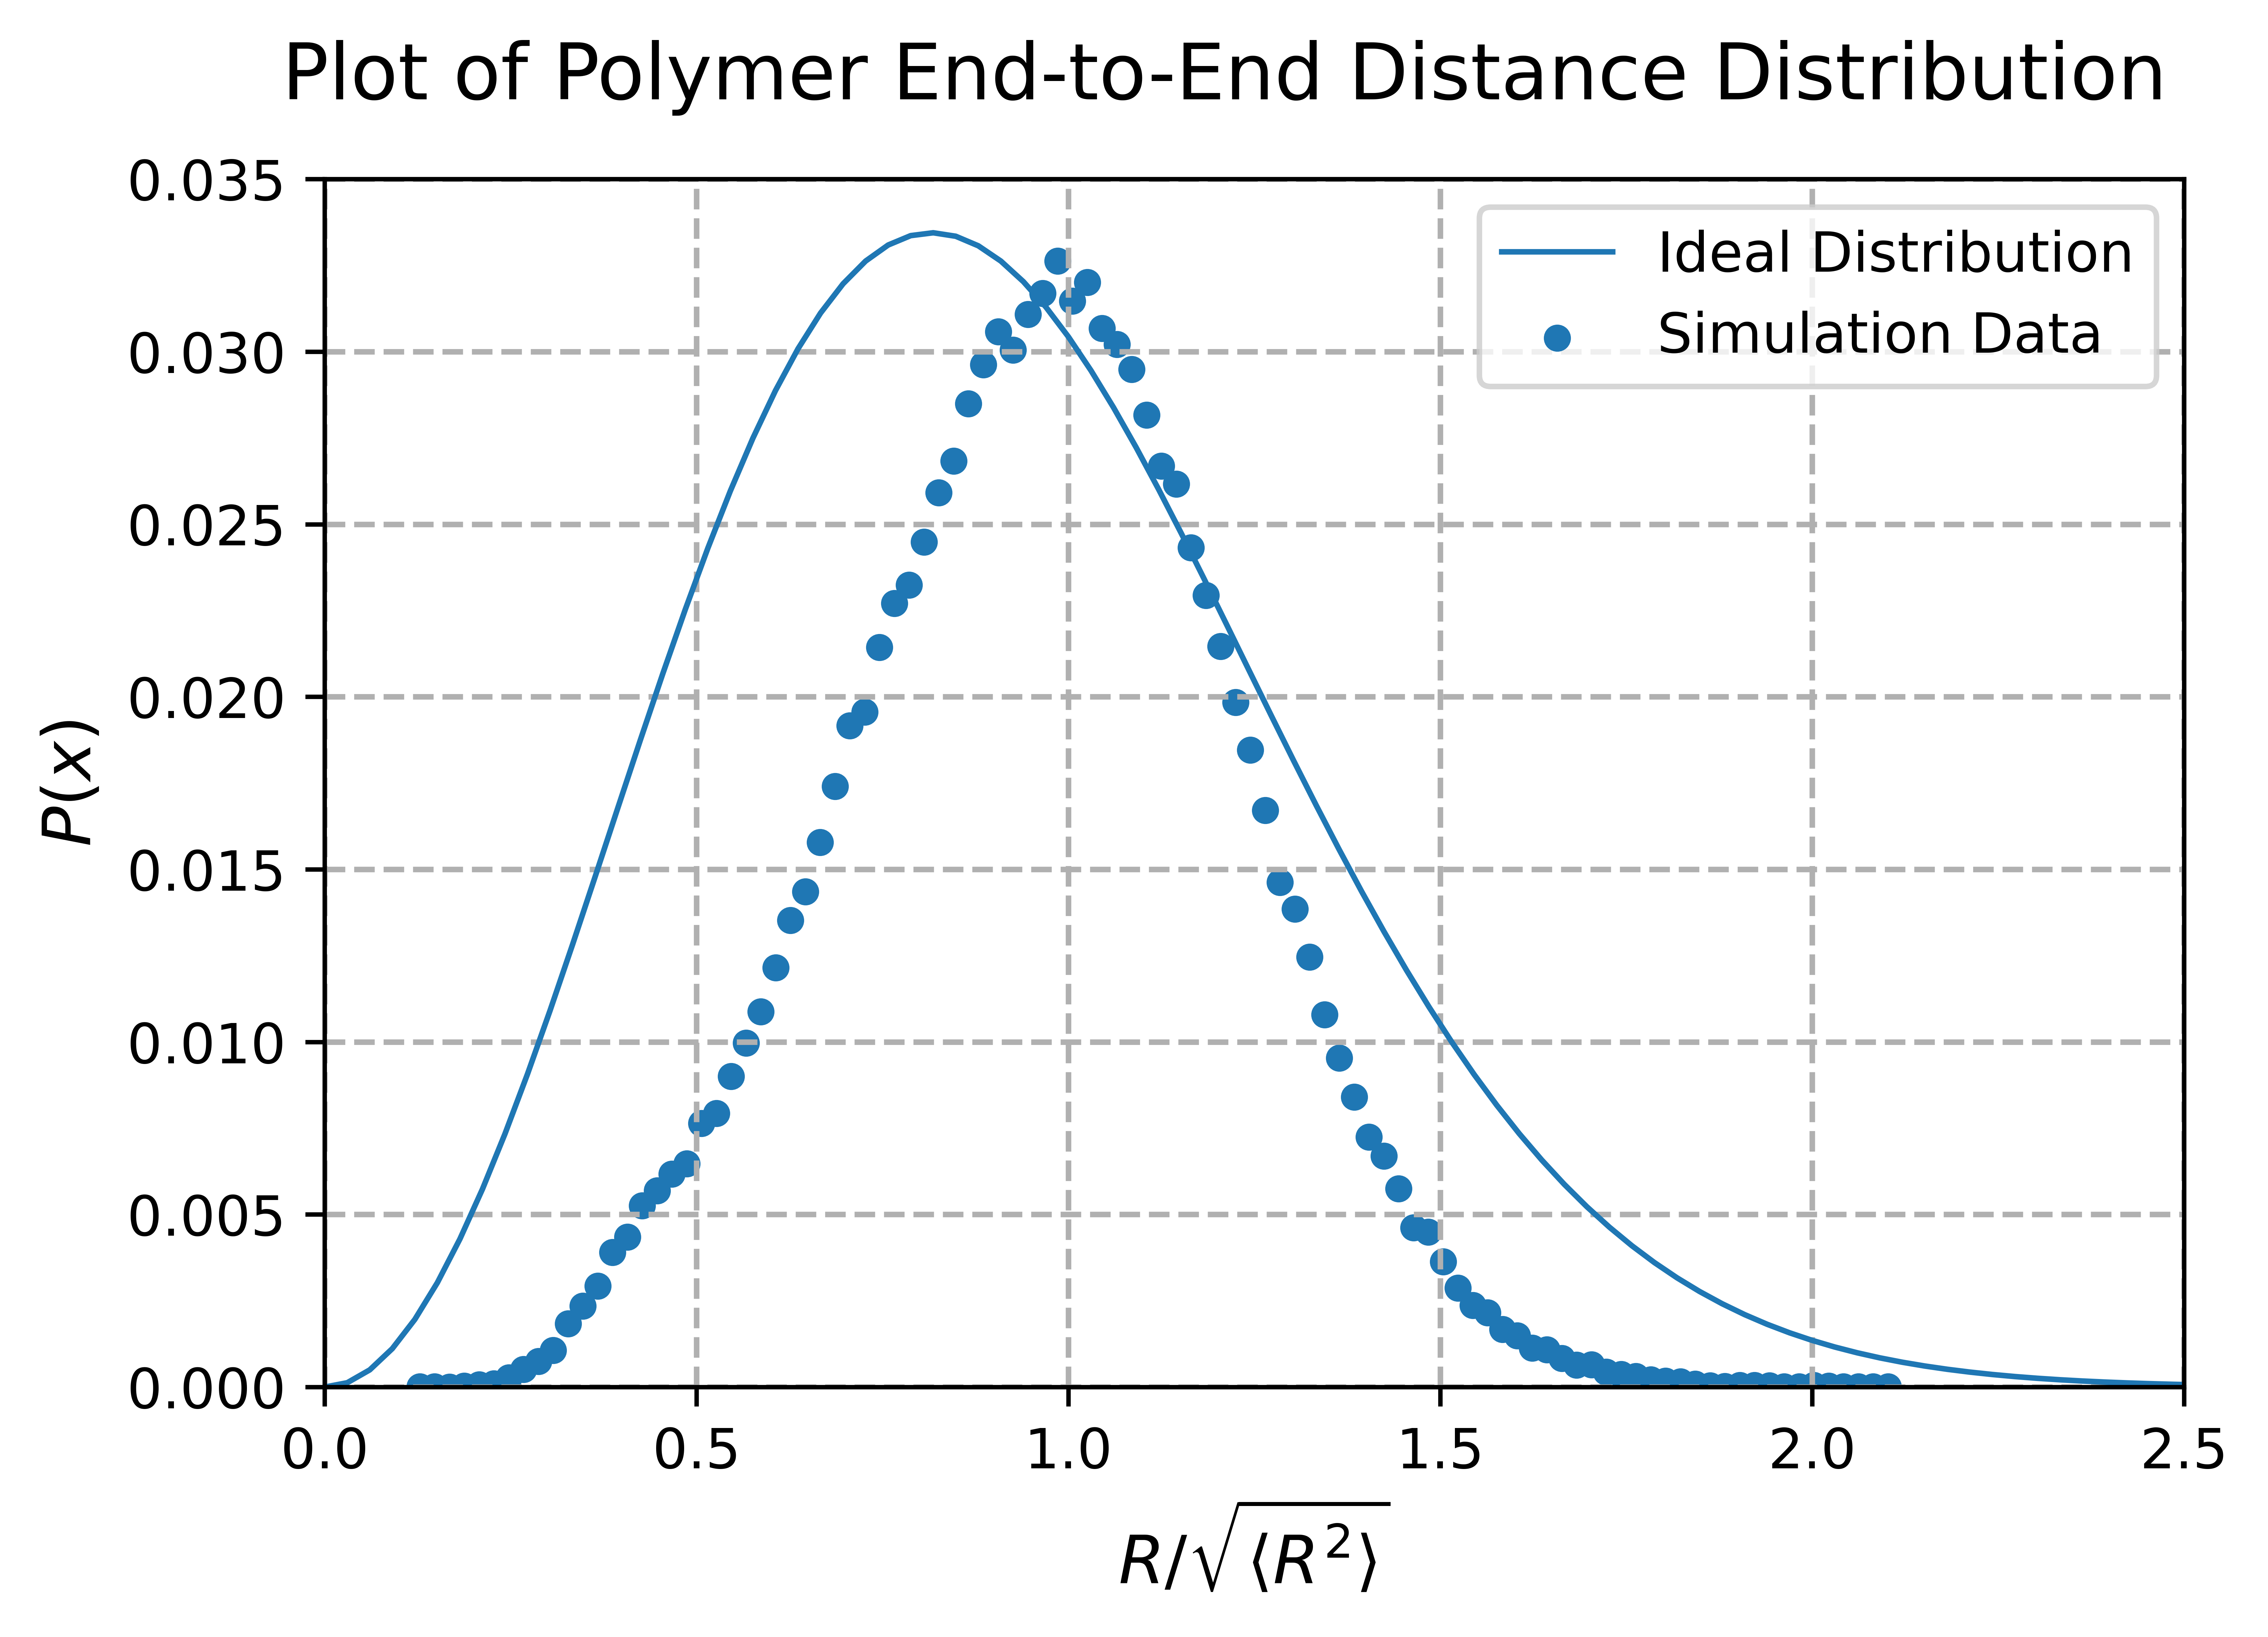 Plot of Polymer End-to-End Distance Distribution
0.035
0.030
0.025
0.020
0.015
0.010
0.005
0.000
P(x)
Ideal Distribution
Simulation Data
0.0 0.5 1.0 1.5 2.0 2.5
R/√⟨R²⟩